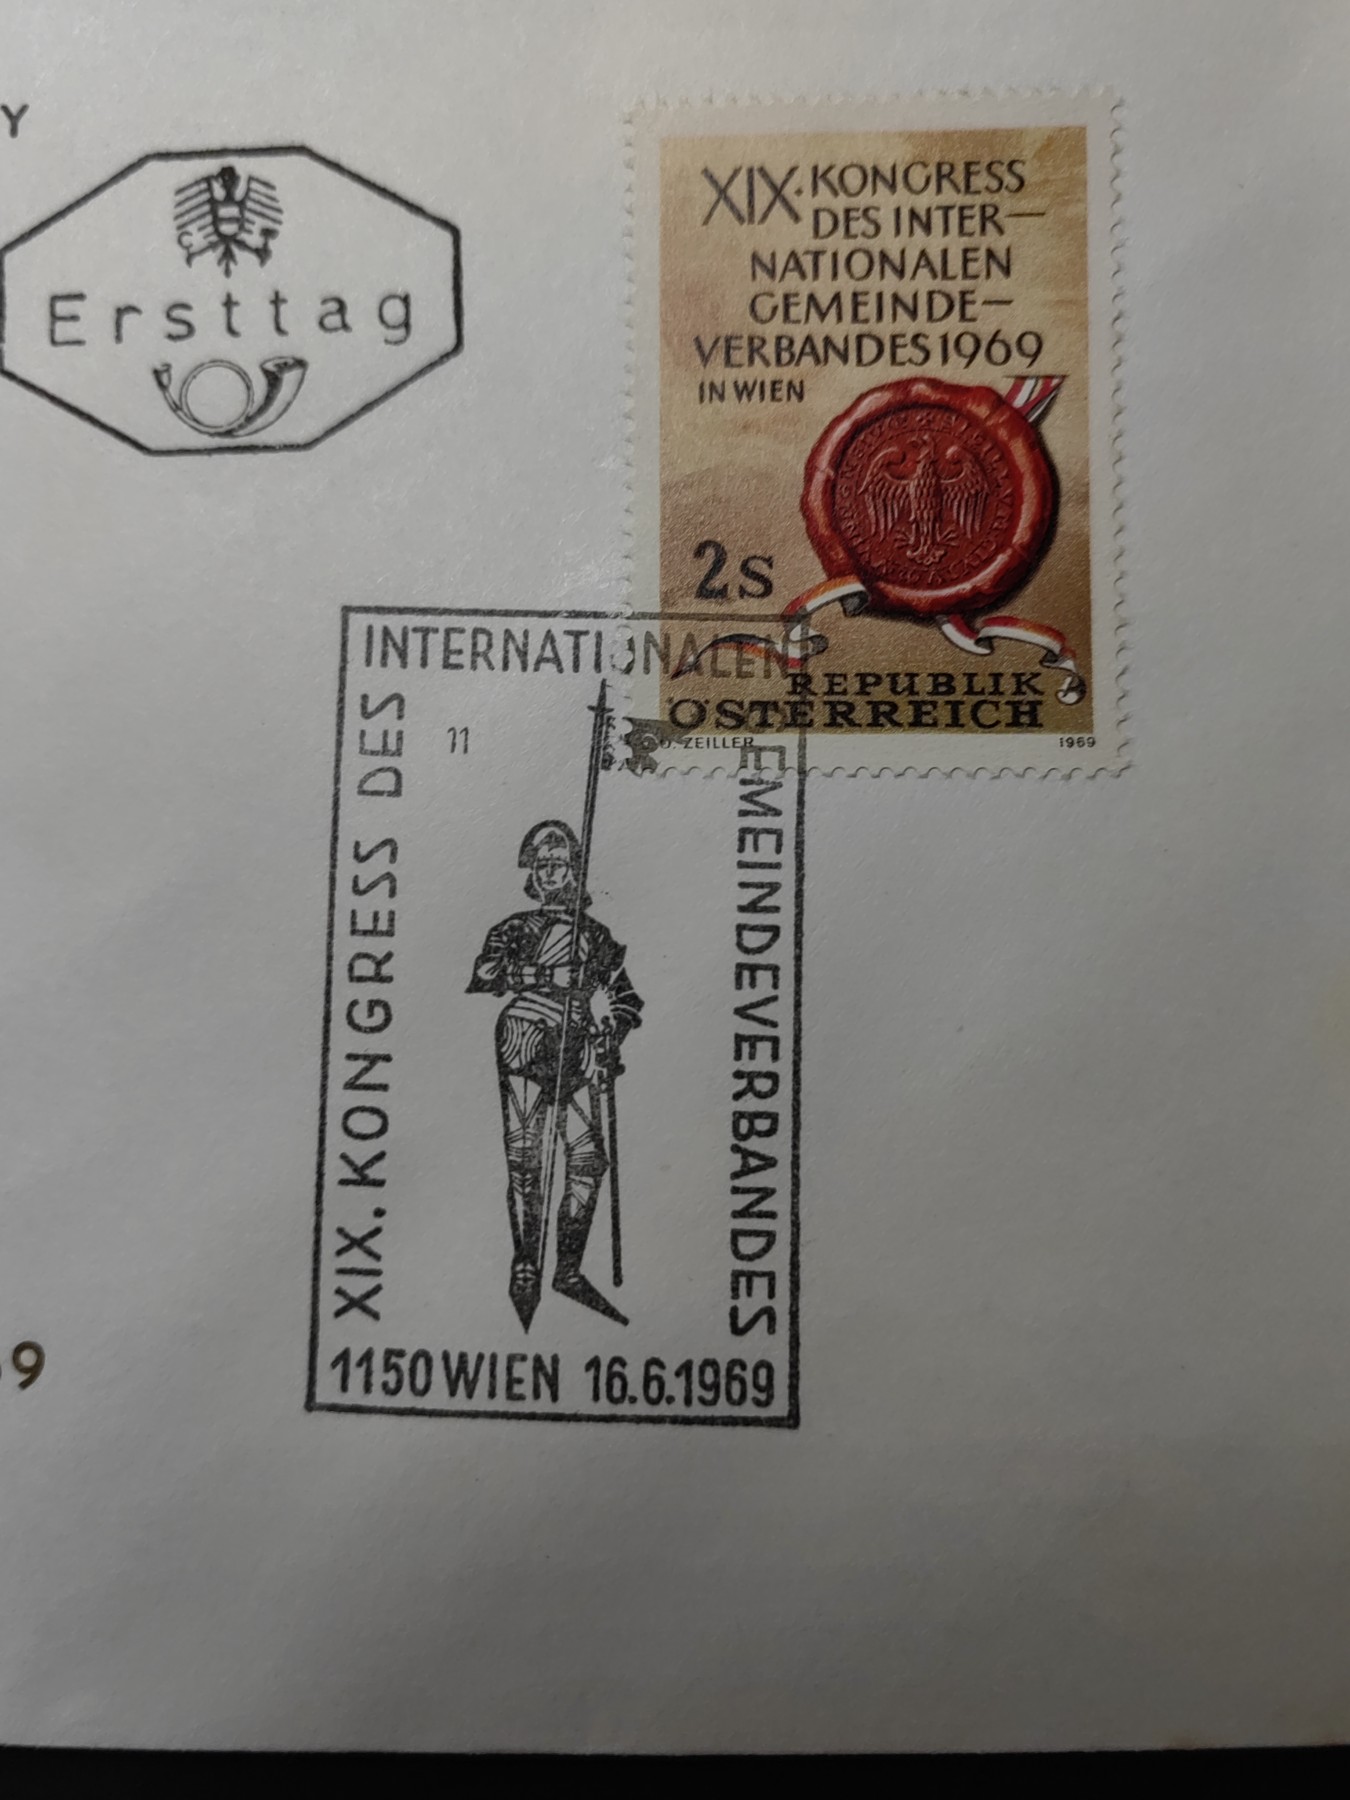 Y
Ersttag
XIX. KONGRESS
DES INTER—
NATIONALEN
GEMEINDE—
VERBANDES 1969
IN WIEN
2S
REPUBLIK
ÖSTERREICH
O. ZEILLER
1969
XIX. KONGRESS DES
INTERNATIONALEN
GEMEINDEVERBANDES
11
1150 WIEN 16.6.1969
9